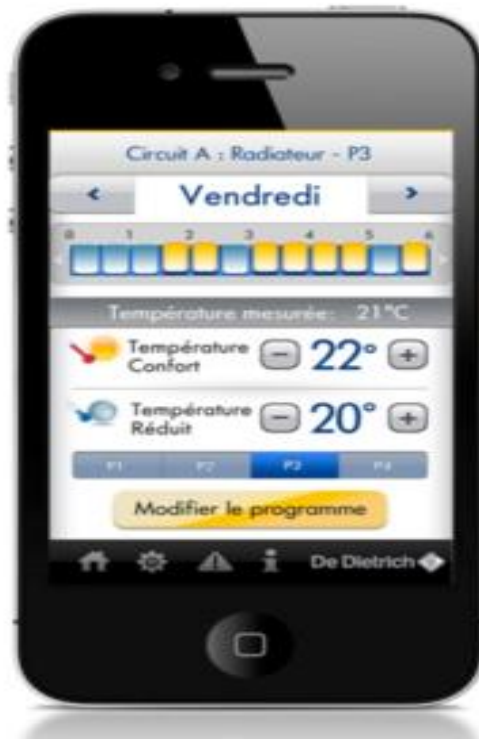 Circuit A : Radiateur - P3
Vendredi
0 1 2 3 4 5 6
Température mesurée: 21°C
Température
Confort
22°
Température
Réduit
20°
P1 P2 P3 P4
Modifier le programme
De Dietrich